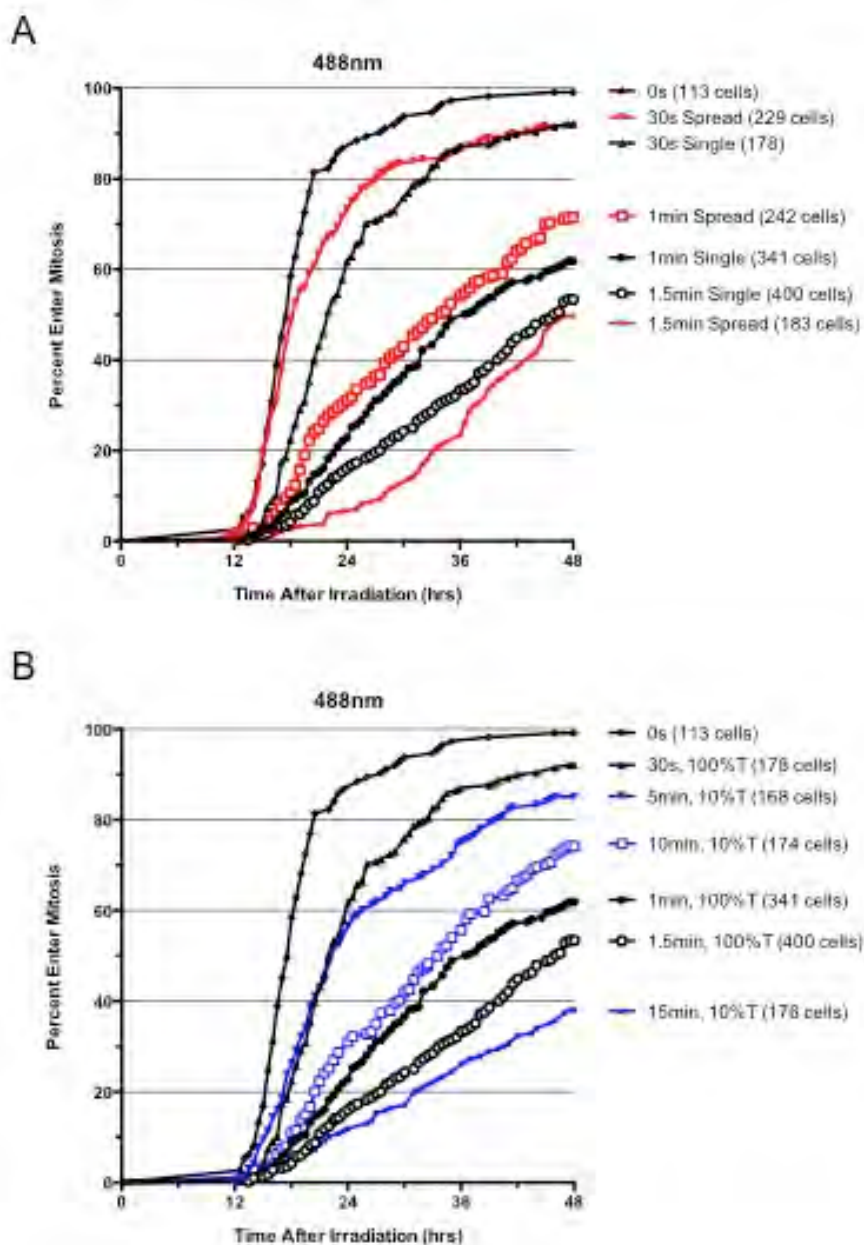 A
488nm
100
80
60
40
20
0
Percent Enter Mitosis
0
12
24
36
48
Time After Irradiation (hrs)
0s (113 cells)
30s Spread (229 cells)
30s Single (178)
1min Spread (242 cells)
1min Single (341 cells)
1.5min Single (400 cells)
1.5min Spread (183 cells)
B
488nm
100
80
60
40
20
0
Percent Enter Mitosis
0
12
24
36
48
Time After Irradiation (hrs)
0s (113 cells)
30s, 100%T (178 cells)
5min, 10%T (168 cells)
10min, 10%T (174 cells)
1min, 100%T (341 cells)
1.5min, 100%T (400 cells)
15min, 10%T (178 cells)